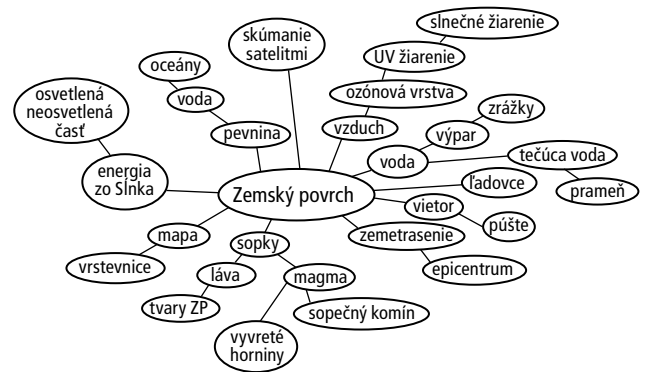 slnečné žiarenie
skúmanie
satelitmi
UV žiarenie
oceány
ozónová vrstva
osvetlená
neosvetlená
časť
voda
zrážky
pevnina
vzduch
výpar
voda
tečúca voda
energia
zo Slnka
ľadovce
prameň
Zemský povrch
vietor
púšte
mapa
sopky
zemetrasenie
vrstevnice
láva
magma
epicentrum
tvary ZP
sopečný komín
vyvreté
horniny